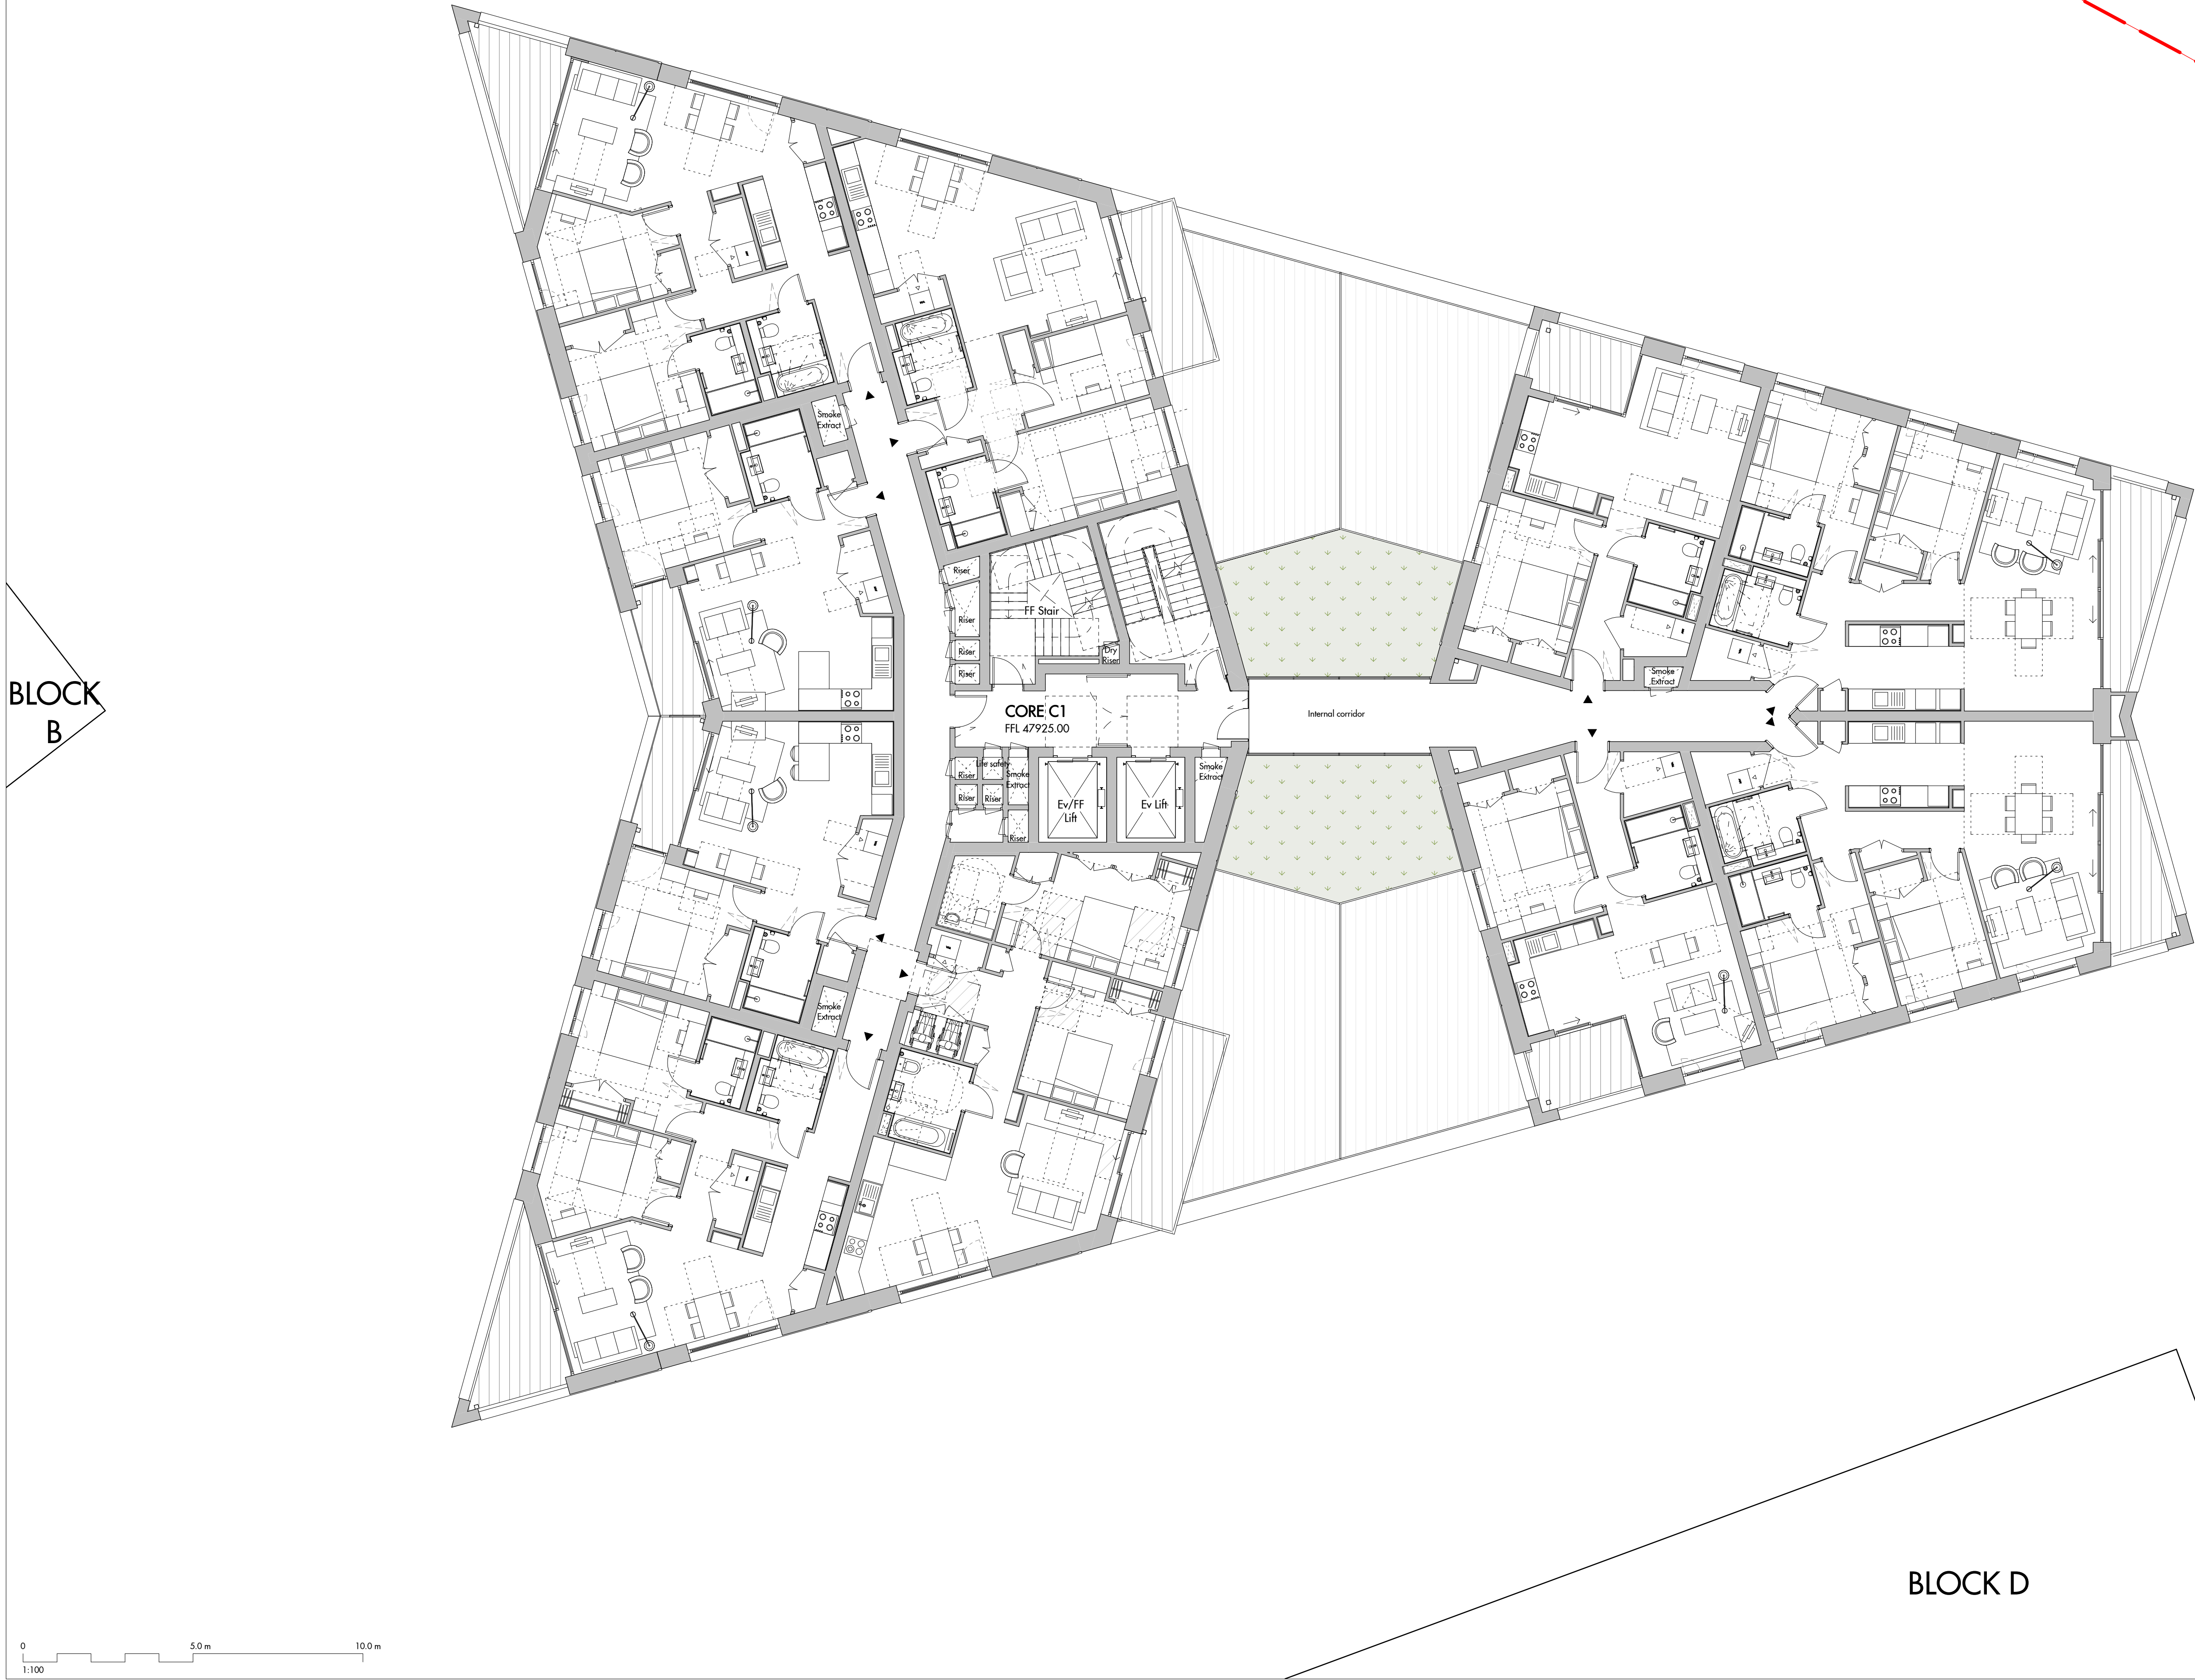 Smoke
Extract
Riser
FF Stair
Riser
Riser
Dry
Riser
Riser
Smoke
Extract
BLOCK
B
CORE C1
FFL 47925.00
Internal corridor
Life safety
Riser
Smoke
Extract
Smoke
Extract
Riser
Riser
Ev/FF
Lift
Ev Lift
Riser
Smoke
Extract
BLOCK D
0
5.0 m
10.0 m
1:100